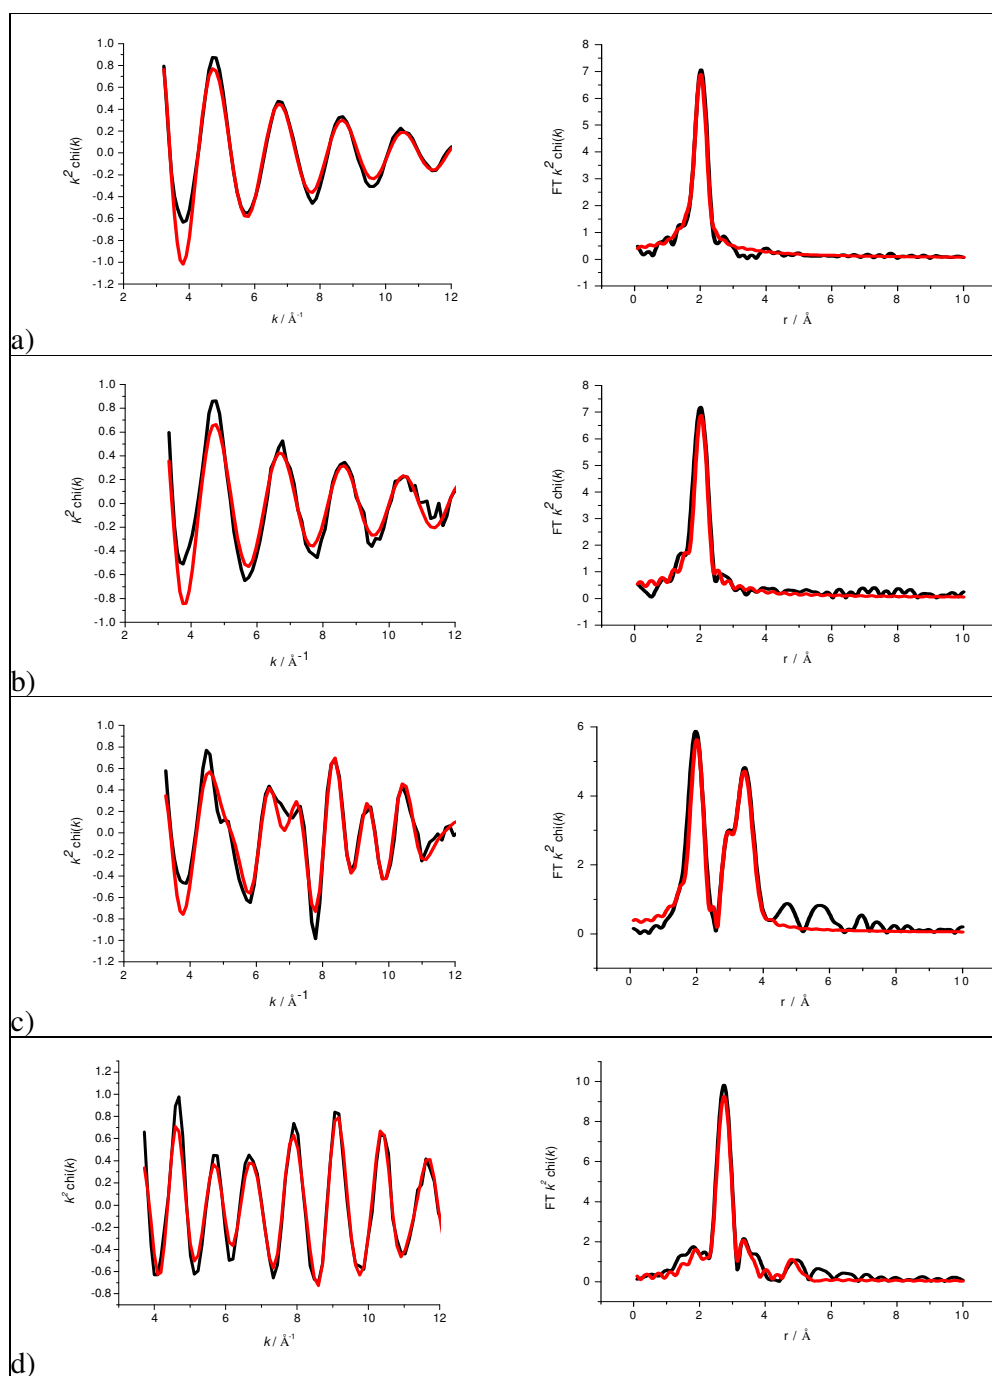 1.0
0.8
0.6
0.4
0.2
0.0
-0.2
-0.4
-0.6
-0.8
-1.0
-1.2
2 4 6 8 10 12
k² chi(k)
k / Å⁻¹
8
7
6
5
4
3
2
1
0
-1
0 2 4 6 8 10
FT k² chi(k)
r / Å
a)
1.0
0.8
0.6
0.4
0.2
0.0
-0.2
-0.4
-0.6
-0.8
-1.0
2 4 6 8 10 12
k² chi(k)
k / Å⁻¹
8
7
6
5
4
3
2
1
0
-1
0 2 4 6 8 10
FT k² chi(k)
r / Å
b)
1.0
0.8
0.6
0.4
0.2
0.0
-0.2
-0.4
-0.6
-0.8
-1.0
-1.2
2 4 6 8 10 12
k² chi(k)
k / Å⁻¹
6
4
2
0
0 2 4 6 8 10
FT k² chi(k)
r / Å
c)
1.2
1.0
0.8
0.6
0.4
0.2
0.0
-0.2
-0.4
-0.6
-0.8
4 6 8 10 12
k² chi(k)
k / Å⁻¹
10
8
6
4
2
0
0 2 4 6 8 10
FT k² chi(k)
r / Å
d)